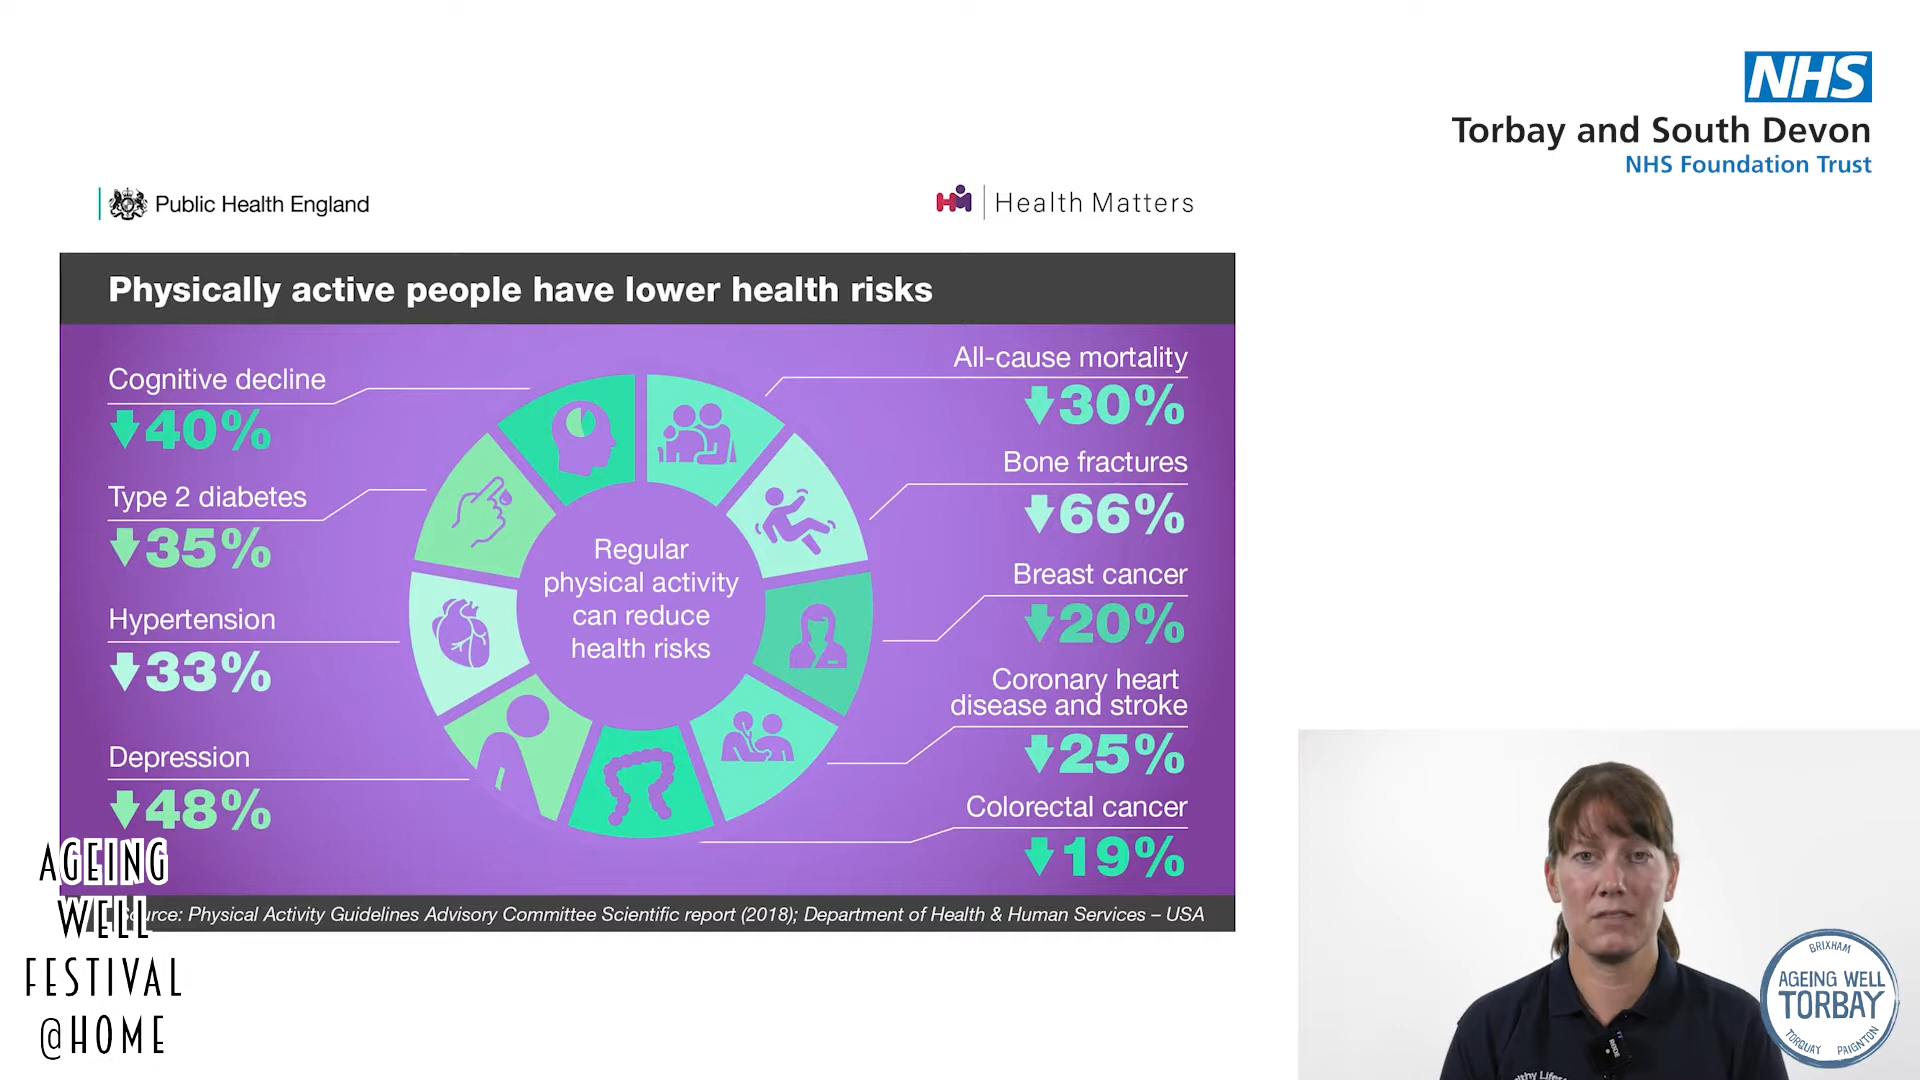 NHS
Torbay and South Devon
NHS Foundation Trust
Public Health England
HM Health Matters
Physically active people have lower health risks
Cognitive decline
40%
Type 2 diabetes
35%
Hypertension
33%
Depression
48%
Regular
physical activity
can reduce
health risks
All-cause mortality
30%
Bone fractures
66%
Breast cancer
20%
Coronary heart
disease and stroke
25%
Colorectal cancer
19%
Physical Activity Guidelines Advisory Committee Scientific report (2018); Department of Health & Human Services – USA
AGEING
WELL
FESTIVAL
@HOME
BRIXHAM
AGEING WELL
TORBAY
TORQUAY PAIGNTON